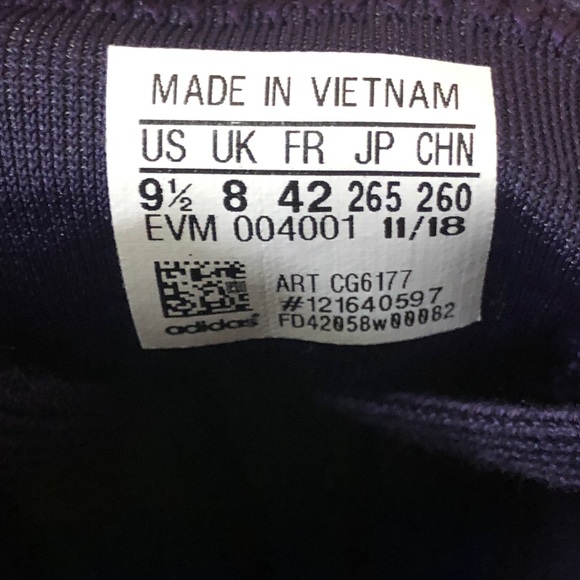 MADE IN VIETNAM
US UK FR JP CHN
9½ 8 42 265 260
EVM 004001 11/18
ART CG6177
#121640597
FD42058w00082
adidas